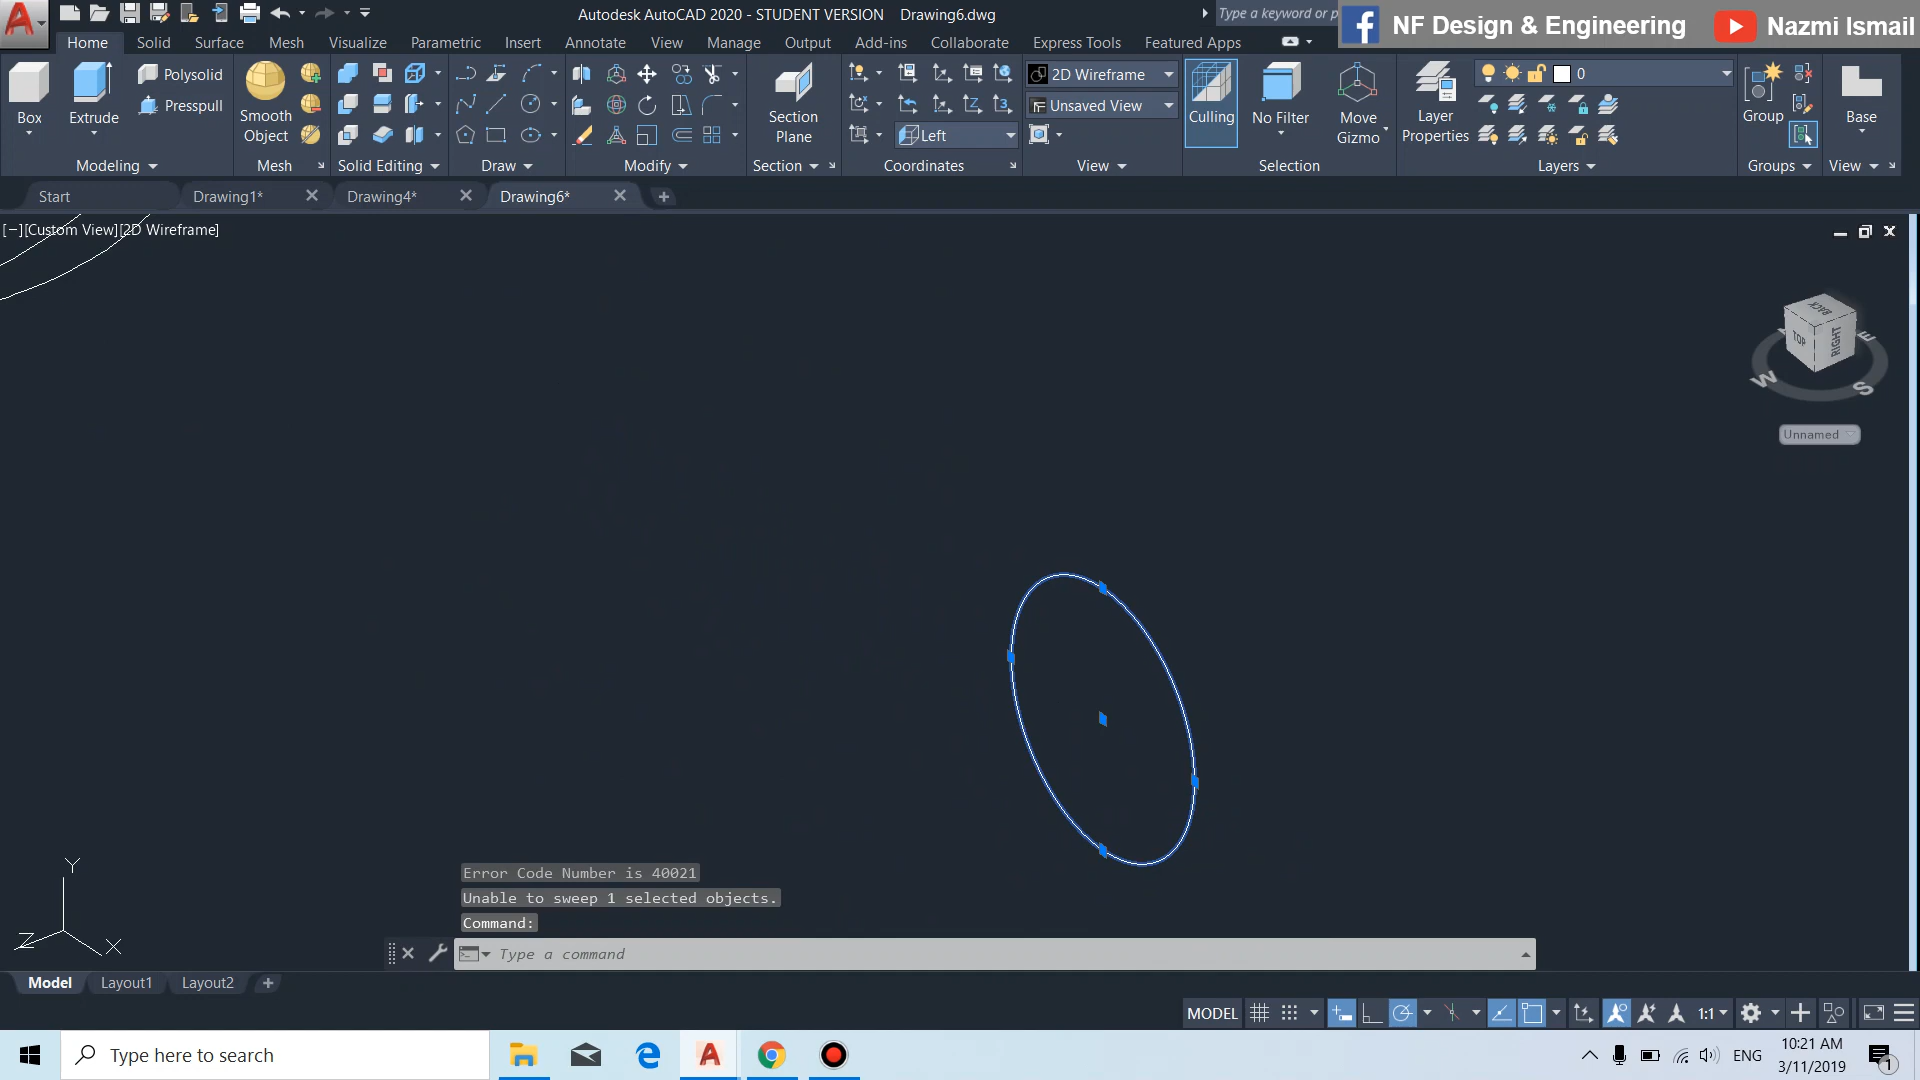 Autodesk AutoCAD 2020 - STUDENT VERSION Drawing6.dwg
Type a keyword or p
NF Design & Engineering
Nazmi Ismail
Home Solid Surface Mesh Visualize Parametric Insert Annotate View Manage Output Add-ins Collaborate Express Tools Featured Apps
Box
Extrude
Polysolid
Presspull
Smooth
Object
Section
Plane
2D Wireframe
Unsaved View
Left
Culling
No Filter
Move
Gizmo
Layer
Properties
0
Group
Base
Modeling Mesh Solid Editing Draw Modify Section Coordinates View Selection Layers Groups View
Start Drawing1* Drawing4* Drawing6*
[−][Custom View][2D Wireframe]
BACK
TOP
RIGHT
E
W
S
Unnamed
Error Code Number is 40021
Unable to sweep 1 selected objects.
Command:
Type a command
Y
Z
X
Model Layout1 Layout2
MODEL
1:1
Type here to search
ENG
10:21 AM
3/11/2019
1